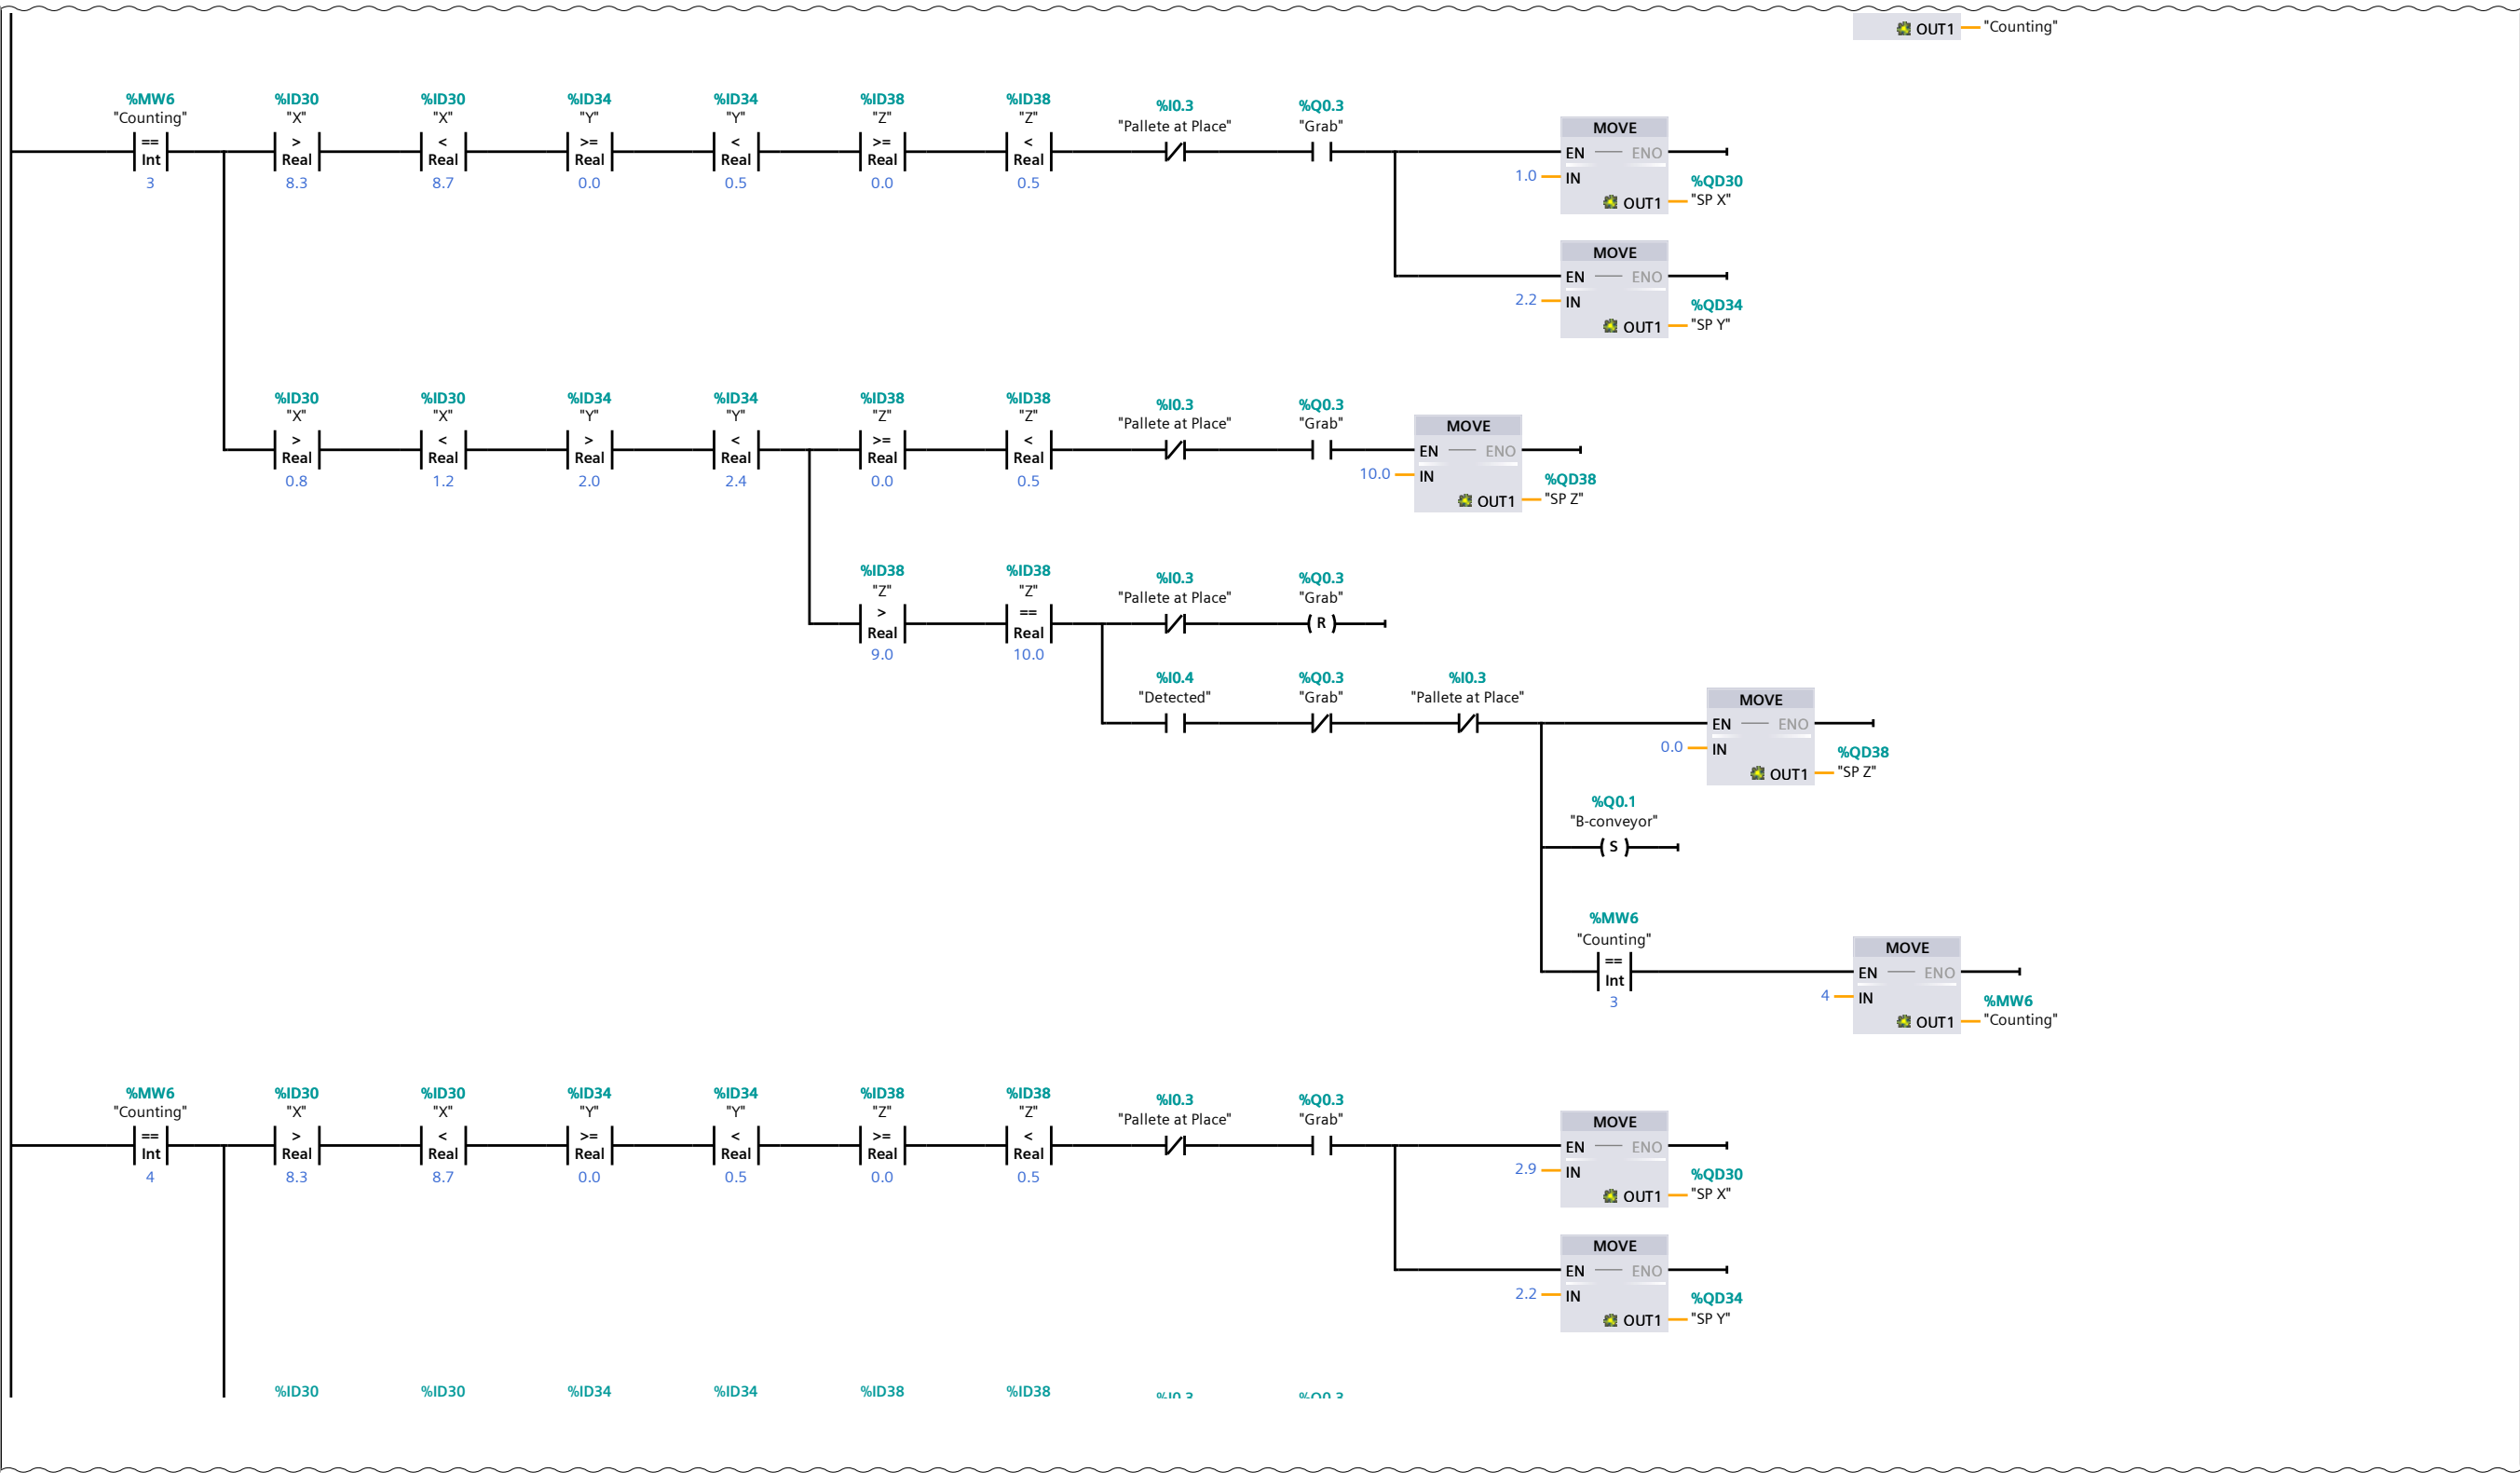 OUT1 "Counting"
%MW6 %ID30 %ID30 %ID34 %ID34 %ID38 %ID38 %I0.3 %Q0.3
"Counting" "X" "X" "Y" "Y" "Z" "Z" "Pallete at Place" "Grab"
MOVE
== > < >= < >= <
Int Real Real Real Real Real Real EN ENO
3 8.3 8.7 0.0 0.5 0.0 0.5 1.0 IN
%QD30
OUT1 "SP X"
MOVE
EN ENO
2.2 IN
%QD34
OUT1 "SP Y"
%ID30 %ID30 %ID34 %ID34 %ID38 %ID38 %I0.3 %Q0.3
"X" "X" "Y" "Y" "Z" "Z" "Pallete at Place" "Grab"
MOVE
> < > < >= <
Real Real Real Real Real Real EN ENO
0.8 1.2 2.0 2.4 0.0 0.5 10.0 IN
%QD38
OUT1 "SP Z"
%ID38 %ID38 %I0.3 %Q0.3
"Z" "Z" "Pallete at Place" "Grab"
> == R
Real Real
9.0 10.0
%I0.4 %Q0.3 %I0.3
"Detected" "Grab" "Pallete at Place"
MOVE
EN ENO
0.0 IN
%QD38
OUT1 "SP Z"
%Q0.1
"B-conveyor"
S
%MW6
"Counting"
MOVE
==
Int EN ENO
3 4 IN
%MW6
OUT1 "Counting"
%MW6 %ID30 %ID30 %ID34 %ID34 %ID38 %ID38 %I0.3 %Q0.3
"Counting" "X" "X" "Y" "Y" "Z" "Z" "Pallete at Place" "Grab"
MOVE
== > < >= < >= <
Int Real Real Real Real Real Real EN ENO
4 8.3 8.7 0.0 0.5 0.0 0.5 2.9 IN
%QD30
OUT1 "SP X"
MOVE
EN ENO
2.2 IN
%QD34
OUT1 "SP Y"
%ID30 %ID30 %ID34 %ID34 %ID38 %ID38 %I0.3 %Q0.3